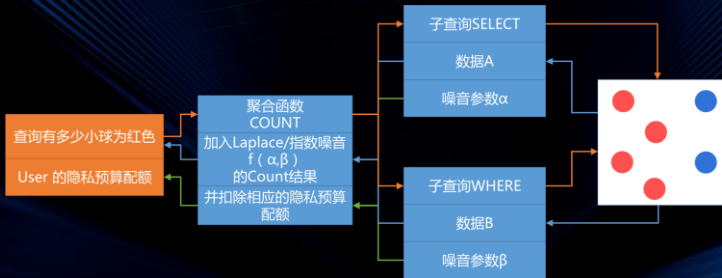 查询有多少小球为红色
User 的隐私预算配额
聚合函数
COUNT
加入Laplace/指数噪音
f（α,β）
的Count结果
并扣除相应的隐私预算
配额
子查询SELECT
数据A
噪音参数α
子查询WHERE
数据B
噪音参数β